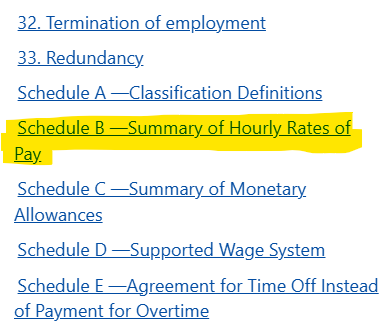 32. Termination of employment
33. Redundancy
Schedule A —Classification Definitions
Schedule B —Summary of Hourly Rates of
Pay
Schedule C —Summary of Monetary
Allowances
Schedule D —Supported Wage System
Schedule E —Agreement for Time Off Instead
of Payment for Overtime